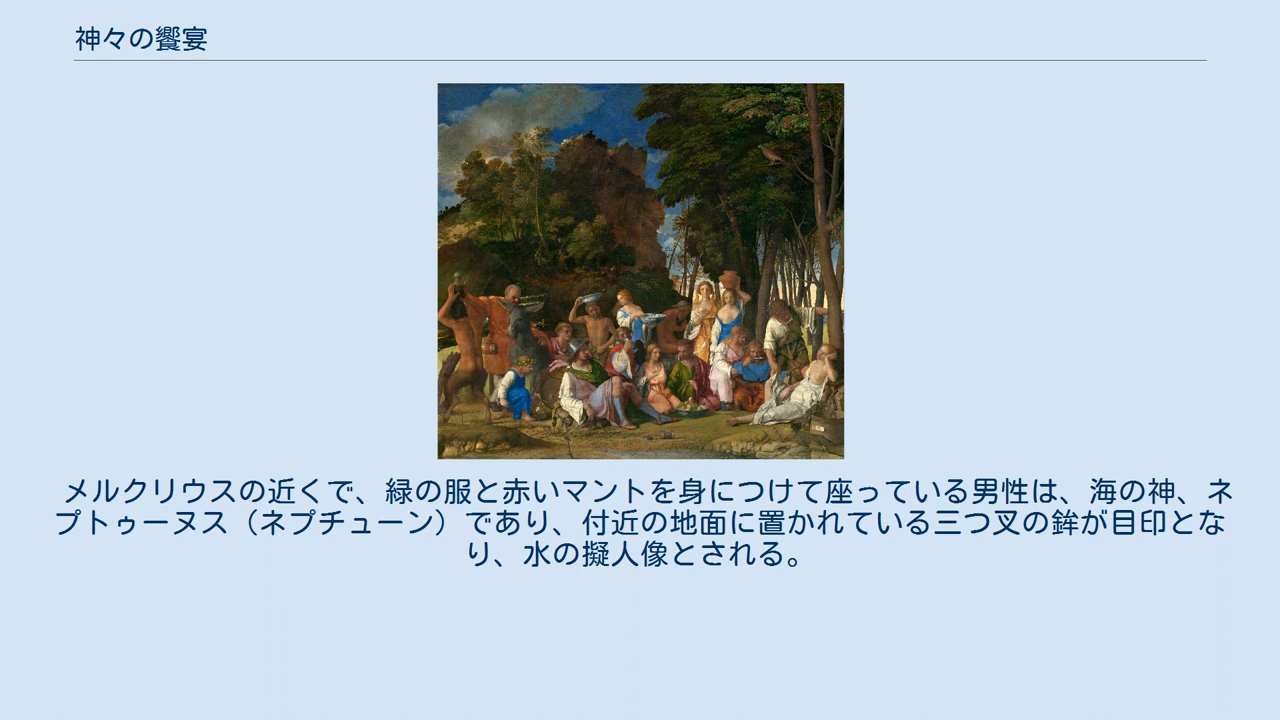 神々の饗宴
メルクリウスの近くで、緑の服と赤いマントを身につけて座っている男性は、海の神、ネ
プトゥーヌス（ネプチューン）であり、付近の地面に置かれている三つ叉の鉾が目印とな
り、水の擬人像とされる。